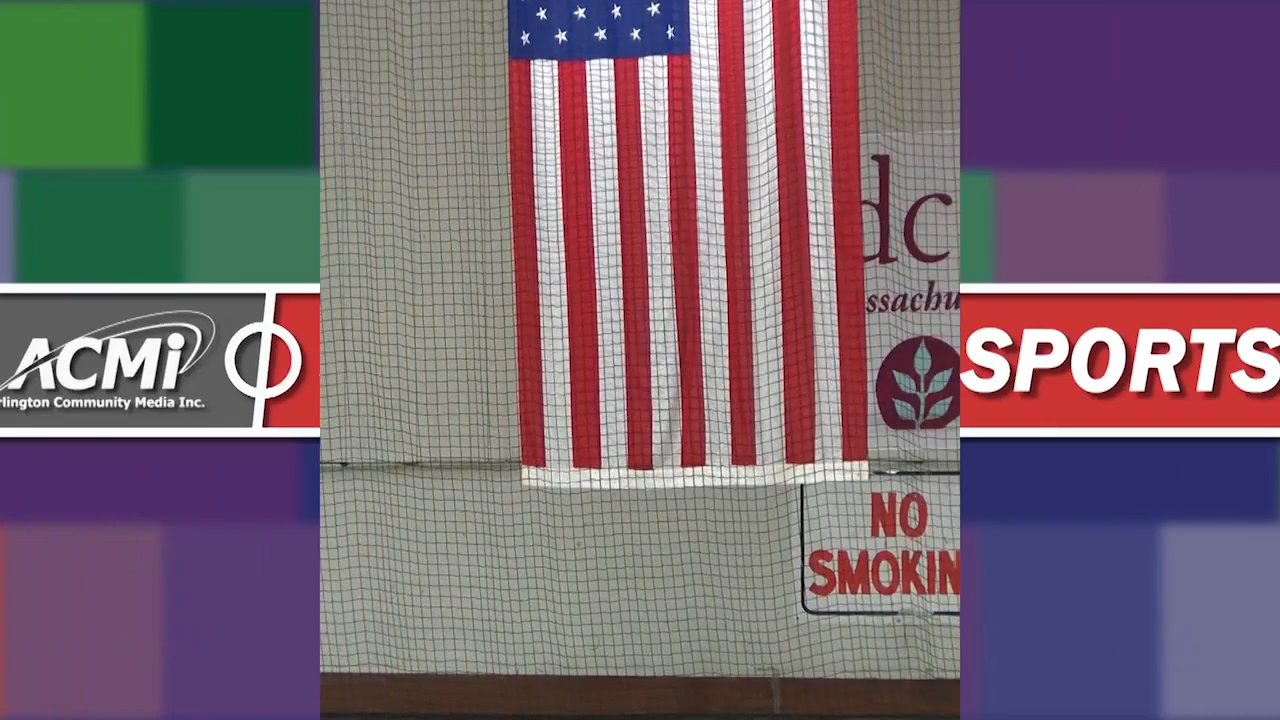 ACMi
rlington Community Media Inc.
SPORTS
dc
ssachu
NO
SMOKIN